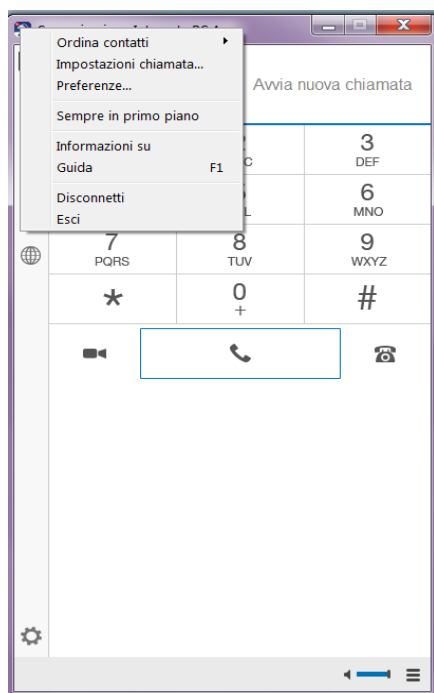 Ordina contatti
Impostazioni chiamata...
Preferenze...
Avvia nuova chiamata
Sempre in primo piano
Informazioni su
Guida F1
Disconnetti
Esci
3
DEF
6
MNO
7
PQRS
8
TUV
9
WXYZ
*
0
+
#